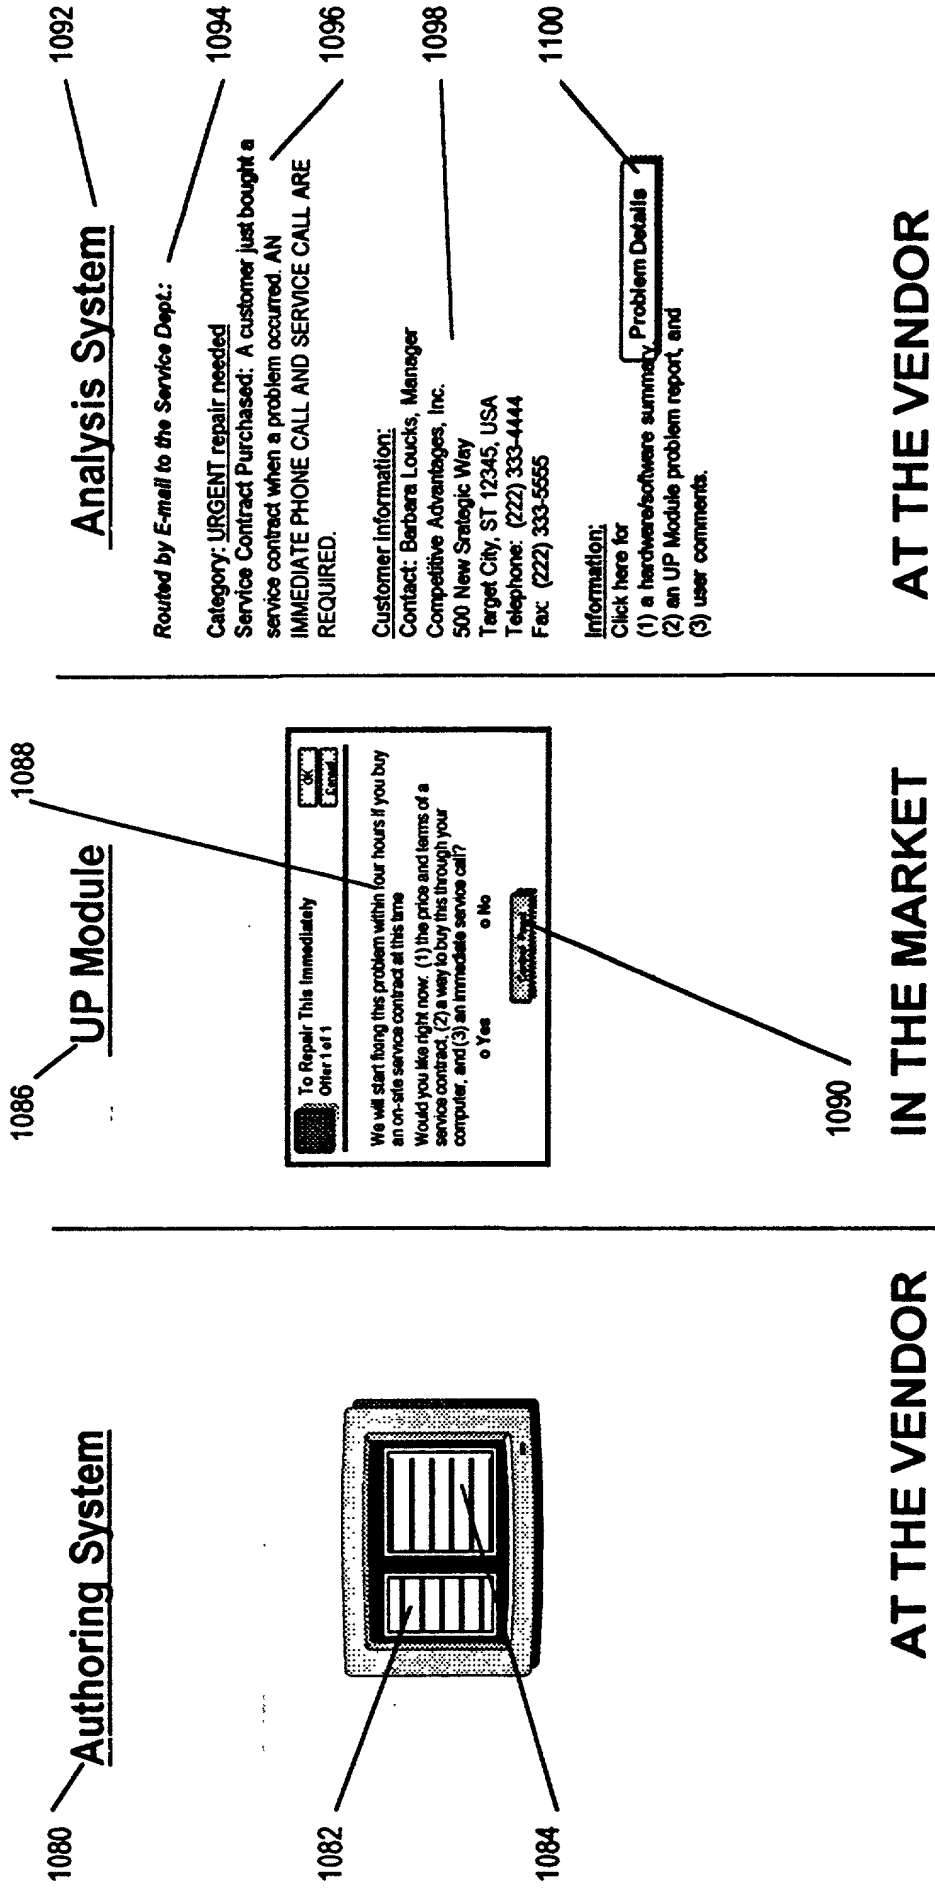 1080
Authoring System
1082
1084
AT THE VENDOR
1086
UP Module
1088
To Repair This Immediately
Offer 1 of 1
OK
Cancel
We will start fixing this problem within four hours if you buy
an on-site service contract at this time
Would you like right now: (1) the price and terms of a
service contract, (2) a way to buy this through your
computer, and (3) an immediate service call?
o Yes
o No
1090
IN THE MARKET
Analysis System
1092
Routed by E-mail to the Service Dept.:
1094
Category: URGENT repair needed
Service Contract Purchased: A customer just bought a
service contract when a problem occurred. AN
IMMEDIATE PHONE CALL AND SERVICE CALL ARE
REQUIRED.
1096
Customer Information:
Contact: Barbara Loucks, Manager
Competitive Advantages, Inc.
500 New Srategic Way
Target City, ST 12345, USA
Telephone: (222) 333-4444
Fax: (222) 333-5555
1098
Information:
Click here for
(1) a hardware/software summary,
(2) an UP Module problem report, and
(3) user comments.
Problem Details
1100
AT THE VENDOR